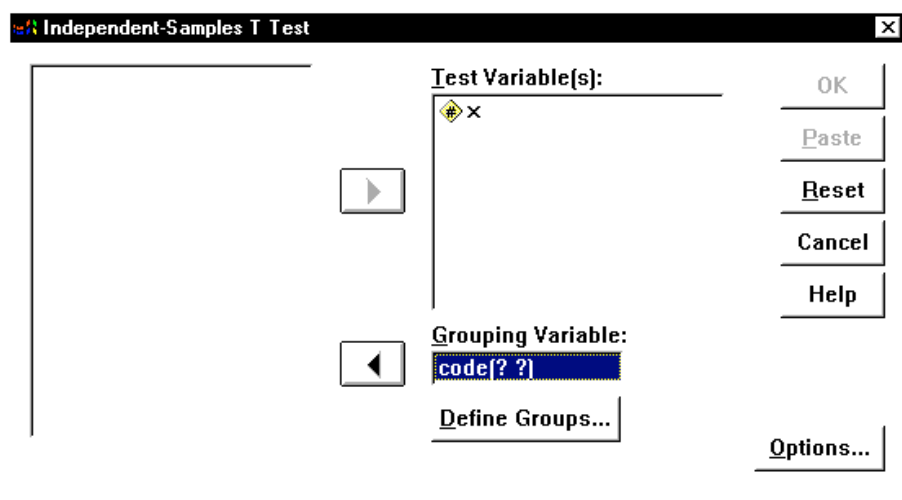 Independent-Samples T Test
Test Variable(s):
# x
OK
Paste
Reset
Cancel
Help
Grouping Variable:
code(? ?)
Define Groups...
Options...